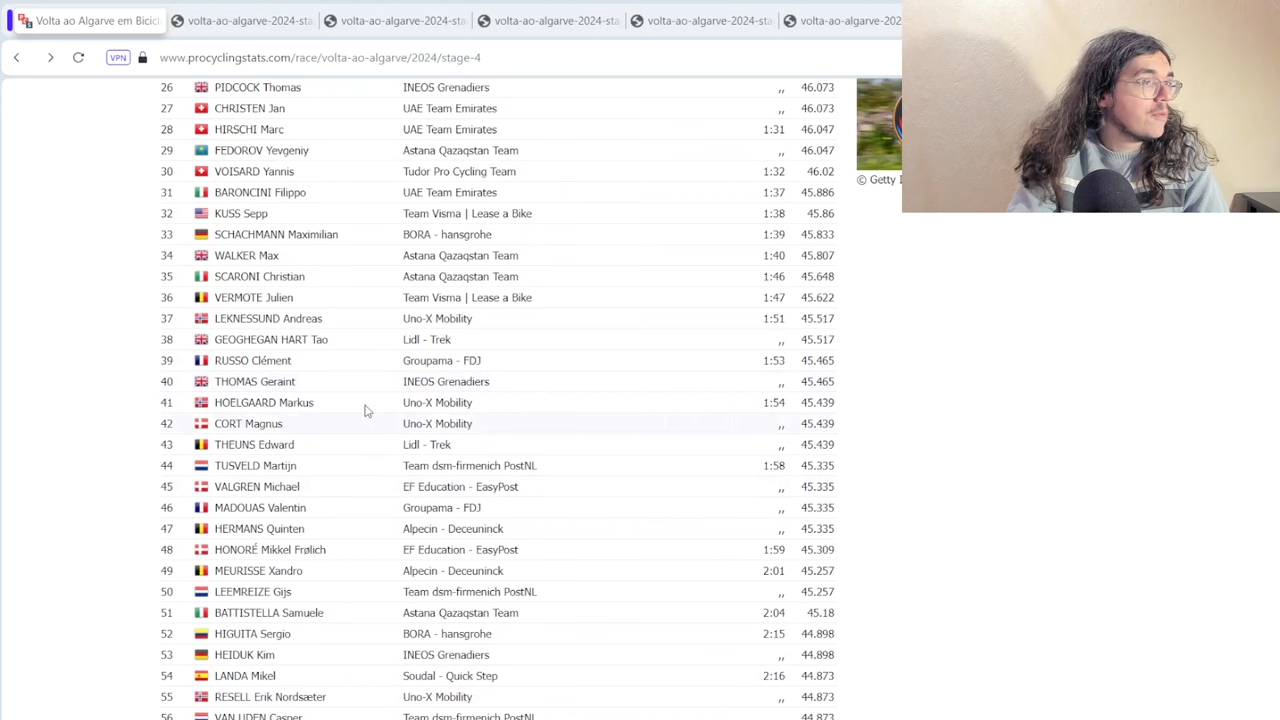 Volta ao Algarve em Bicicl
volta-ao-algarve-2024-sta
volta-ao-algarve-2024-sta
volta-ao-algarve-2024-sta
volta-ao-algarve-2024-sta
volta-ao-algarve-2024
VPN www.procyclingstats.com/race/volta-ao-algarve/2024/stage-4
26 PIDCOCK Thomas INEOS Grenadiers ,, 46.073
27 CHRISTEN Jan UAE Team Emirates ,, 46.073
28 HIRSCHI Marc UAE Team Emirates 1:31 46.047
29 FEDOROV Yevgeniy Astana Qazaqstan Team ,, 46.047
30 VOISARD Yannis Tudor Pro Cycling Team 1:32 46.02
31 BARONCINI Filippo UAE Team Emirates 1:37 45.886
32 KUSS Sepp Team Visma | Lease a Bike 1:38 45.86
33 SCHACHMANN Maximilian BORA - hansgrohe 1:39 45.833
34 WALKER Max Astana Qazaqstan Team 1:40 45.807
35 SCARONI Christian Astana Qazaqstan Team 1:46 45.648
36 VERMOTE Julien Team Visma | Lease a Bike 1:47 45.622
37 LEKNESSUND Andreas Uno-X Mobility 1:51 45.517
38 GEOGHEGAN HART Tao Lidl - Trek ,, 45.517
39 RUSSO Clément Groupama - FDJ 1:53 45.465
40 THOMAS Geraint INEOS Grenadiers ,, 45.465
41 HOELGAARD Markus Uno-X Mobility 1:54 45.439
42 CORT Magnus Uno-X Mobility ,, 45.439
43 THEUNS Edward Lidl - Trek ,, 45.439
44 TUSVELD Martijn Team dsm-firmenich PostNL 1:58 45.335
45 VALGREN Michael EF Education - EasyPost ,, 45.335
46 MADOUAS Valentin Groupama - FDJ ,, 45.335
47 HERMANS Quinten Alpecin - Deceuninck ,, 45.335
48 HONORÉ Mikkel Frølich EF Education - EasyPost 1:59 45.309
49 MEURISSE Xandro Alpecin - Deceuninck 2:01 45.257
50 LEEMREIZE Gijs Team dsm-firmenich PostNL ,, 45.257
51 BATTISTELLA Samuele Astana Qazaqstan Team 2:04 45.18
52 HIGUITA Sergio BORA - hansgrohe 2:15 44.898
53 HEIDUK Kim INEOS Grenadiers ,, 44.898
54 LANDA Mikel Soudal - Quick Step 2:16 44.873
55 RESELL Erik Nordsæter Uno-X Mobility ,, 44.873
56 VAN UDEN Casper Team dsm-firmenich PostNL ,, 44.873
© Getty I